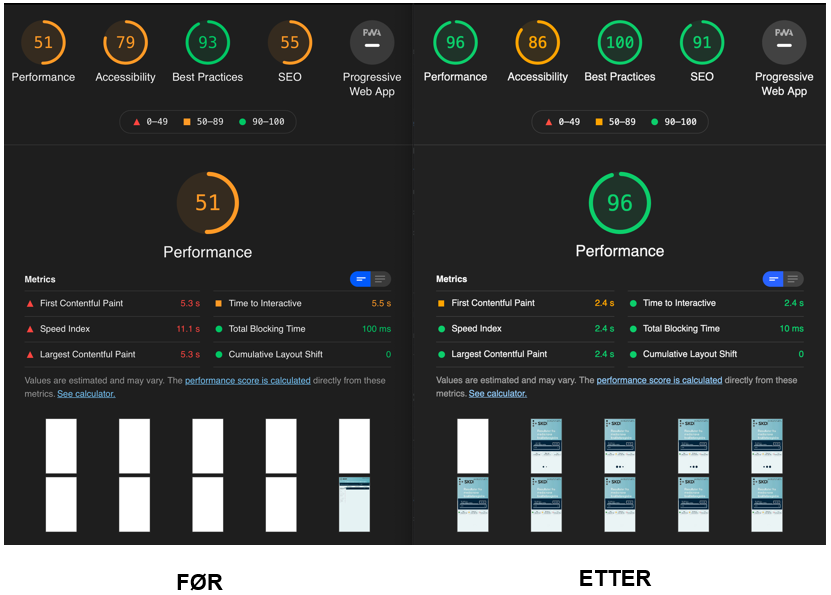 51
Performance
79
Accessibility
93
Best Practices
55
SEO
PWA
Progressive
Web App
0–49
50–89
90–100
51
Performance
Metrics
First Contentful Paint 5.3 s
Time to Interactive 5.5 s
Speed Index 11.1 s
Total Blocking Time 100 ms
Largest Contentful Paint 5.3 s
Cumulative Layout Shift 0
Values are estimated and may vary. The performance score is calculated directly from these
metrics. See calculator.
FØR
96
Performance
86
Accessibility
100
Best Practices
91
SEO
PWA
Progressive
Web App
0–49
50–89
90–100
96
Performance
Metrics
First Contentful Paint 2.4 s
Time to Interactive 2.4 s
Speed Index 2.4 s
Total Blocking Time 10 ms
Largest Contentful Paint 2.4 s
Cumulative Layout Shift 0
Values are estimated and may vary. The performance score is calculated directly from these
metrics. See calculator.
ETTER